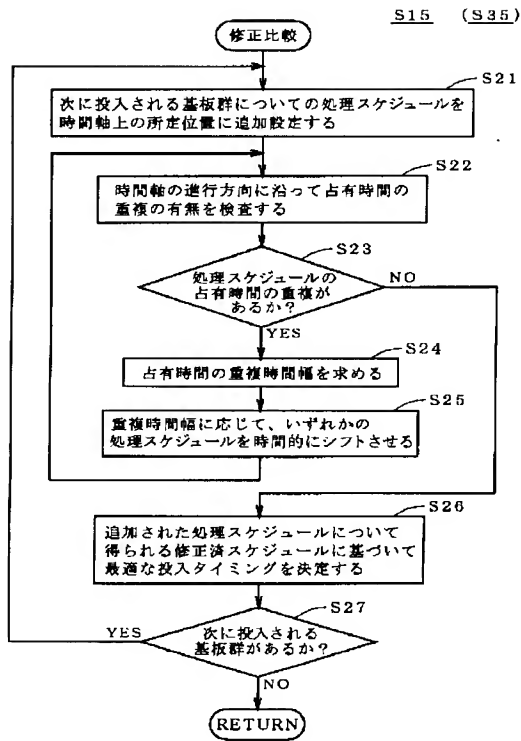 S15 (S35)
修正比較
S21
次に投入される基板群についての処理スケジュールを
時間軸上の所定位置に追加設定する
S22
時間軸の進行方向に沿って占有時間の
重複の有無を検査する
S23
処理スケジュールの
占有時間の重複が
あるか?
NO
YES
S24
占有時間の重複時間幅を求める
S25
重複時間幅に応じて、いずれかの
処理スケジュールを時間的にシフトさせる
S26
追加された処理スケジュールについて
得られる修正済スケジュールに基づいて
最適な投入タイミングを決定する
S27
YES
次に投入される
基板群があるか?
NO
RETURN